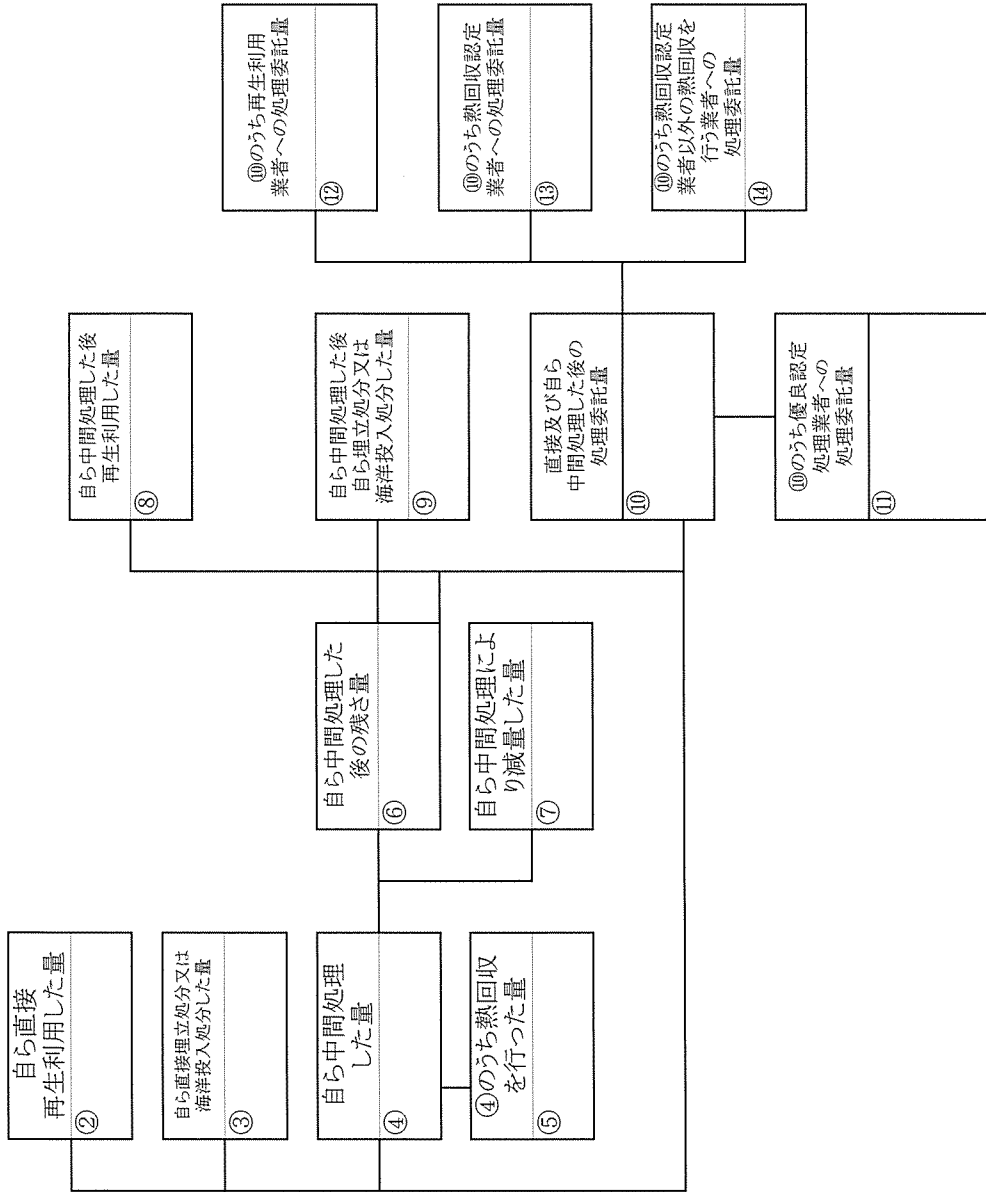 自ら直接
再生利用した量
②
自ら直接埋立処分又は
海洋投入処分した量
③
自ら中間処理
した量
④
④のうち熱回収
を行った量
⑤
自ら中間処理した
後の残さ量
⑥
自ら中間処理によ
り減量した量
⑦
自ら中間処理した後
再生利用した量
⑧
自ら中間処理した後
自ら埋立処分又は
海洋投入処分した量
⑨
直接及び自ら
中間処理した後の
処理委託量
⑩
⑩のうち優良認定
処理業者への
処理委託量
⑪
⑩のうち再生利用
業者への処理委託量
⑫
⑩のうち熱回収認定
業者への処理委託量
⑬
⑩のうち熱回収認定
業者以外の熱回収を
行う業者への
処理委託量
⑭